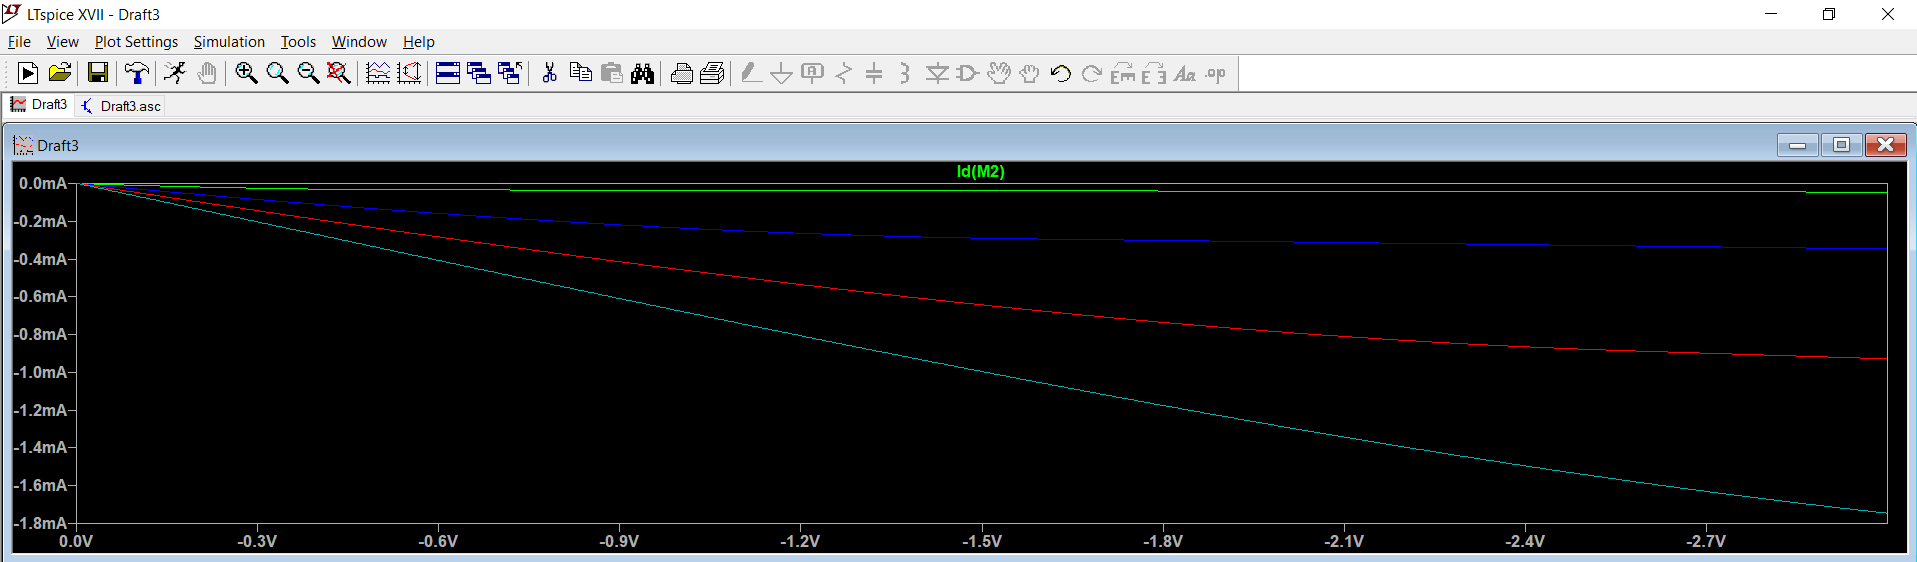 LTspice XVII - Draft3
File View Plot Settings Simulation Tools Window Help
Draft3 Draft3.asc
Draft3
Id(M2)
0.0mA
-0.2mA
-0.4mA
-0.6mA
-0.8mA
-1.0mA
-1.2mA
-1.4mA
-1.6mA
-1.8mA
0.0V -0.3V -0.6V -0.9V -1.2V -1.5V -1.8V -2.1V -2.4V -2.7V